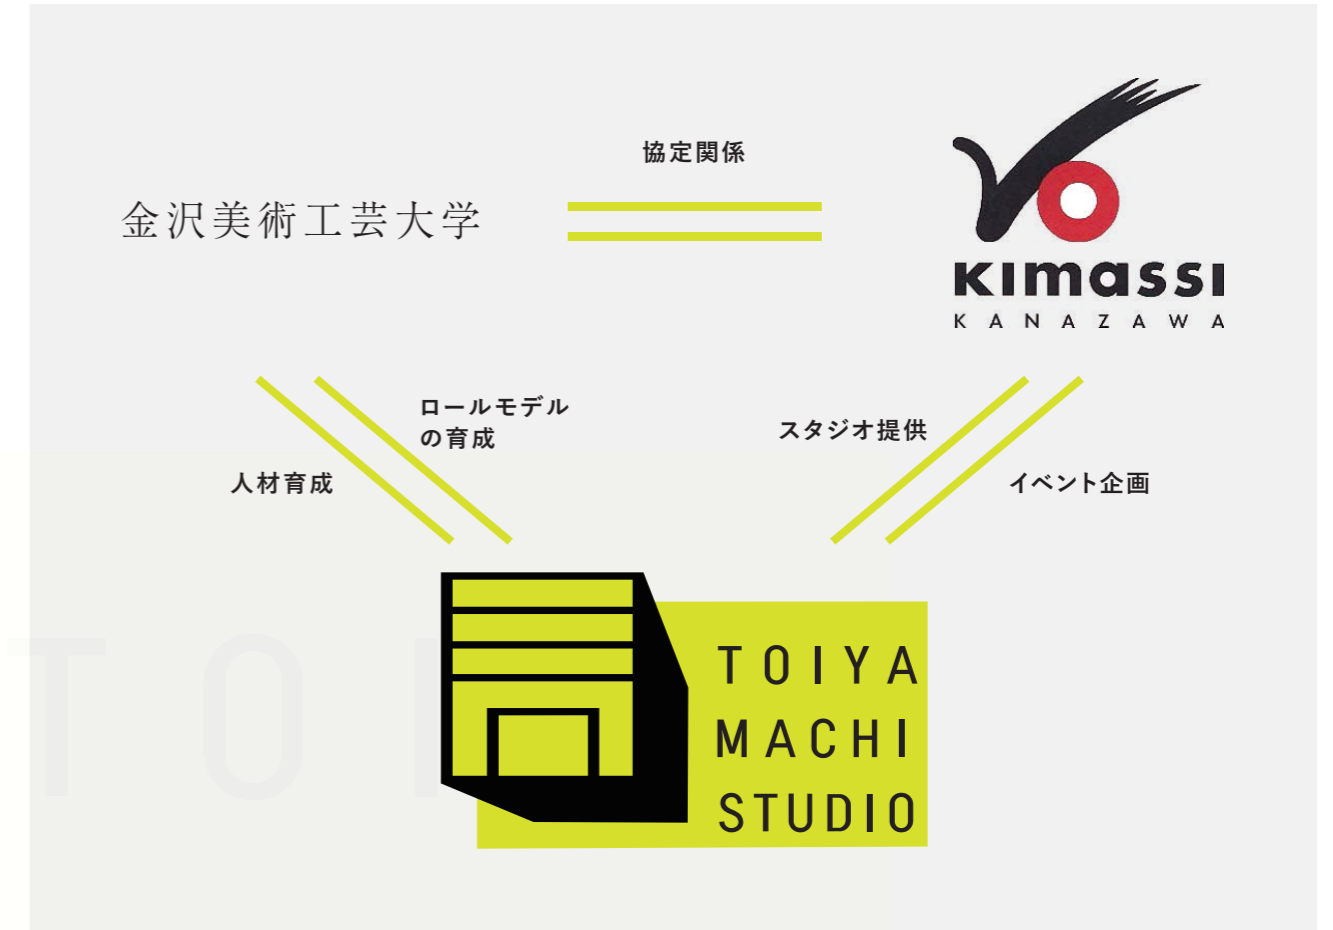 協定関係
金沢美術工芸大学
YO
KIMASSI
KANAZAWA
ロールモデル
の育成
スタジオ提供
人材育成
イベント企画
TOI
TOIYA
MACHI
STUDIO